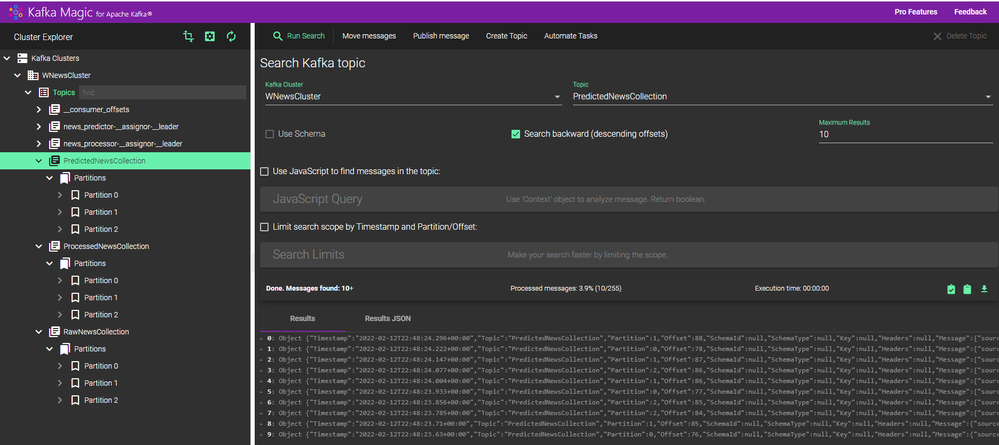 Kafka Magic for Apache Kafka®
Pro Features
Feedback
Cluster Explorer
Kafka Clusters
WNewsCluster
Topics
find...
__consumer_offsets
news_predictor-__assignor-__leader
news_processor-__assignor-__leader
PredictedNewsCollection
Partitions
Partition 0
Partition 1
Partition 2
ProcessedNewsCollection
Partitions
Partition 0
Partition 1
Partition 2
RawNewsCollection
Partitions
Partition 0
Partition 1
Partition 2
Run Search
Move messages
Publish message
Create Topic
Automate Tasks
Delete Topic
Search Kafka topic
Kafka Cluster
WNewsCluster
Topic
PredictedNewsCollection
Use Schema
Search backward (descending offsets)
Maximum Results
10
Use JavaScript to find messages in the topic:
JavaScript Query
Use 'Context' object to analyze message. Return boolean.
Limit search scope by Timestamp and Partition/Offset:
Search Limits
Make your search faster by limiting the scope.
Done. Messages found: 10+
Processed messages: 3.9% (10/255)
Execution time: 00:00:00
Results
Results JSON
0: Object {"Timestamp":"2022-02-12T22:48:24.296+00:00","Topic":"PredictedNewsCollection","Partition":1,"Offset":88,"SchemaId":null,"SchemaType":null,"Key":null,"Headers":null,"Message":{"sourc
1: Object {"Timestamp":"2022-02-12T22:48:24.222+00:00","Topic":"PredictedNewsCollection","Partition":0,"Offset":78,"SchemaId":null,"SchemaType":null,"Key":null,"Headers":null,"Message":{"sourc
2: Object {"Timestamp":"2022-02-12T22:48:24.147+00:00","Topic":"PredictedNewsCollection","Partition":1,"Offset":87,"SchemaId":null,"SchemaType":null,"Key":null,"Headers":null,"Message":{"sourc
3: Object {"Timestamp":"2022-02-12T22:48:24.077+00:00","Topic":"PredictedNewsCollection","Partition":2,"Offset":86,"SchemaId":null,"SchemaType":null,"Key":null,"Headers":null,"Message":{"sourc
4: Object {"Timestamp":"2022-02-12T22:48:24.004+00:00","Topic":"PredictedNewsCollection","Partition":1,"Offset":86,"SchemaId":null,"SchemaType":null,"Key":null,"Headers":null,"Message":{"sourc
5: Object {"Timestamp":"2022-02-12T22:48:23.933+00:00","Topic":"PredictedNewsCollection","Partition":0,"Offset":77,"SchemaId":null,"SchemaType":null,"Key":null,"Headers":null,"Message":{"sourc
6: Object {"Timestamp":"2022-02-12T22:48:23.856+00:00","Topic":"PredictedNewsCollection","Partition":2,"Offset":85,"SchemaId":null,"SchemaType":null,"Key":null,"Headers":null,"Message":{"sourc
7: Object {"Timestamp":"2022-02-12T22:48:23.785+00:00","Topic":"PredictedNewsCollection","Partition":2,"Offset":84,"SchemaId":null,"SchemaType":null,"Key":null,"Headers":null,"Message":{"sourc
8: Object {"Timestamp":"2022-02-12T22:48:23.71+00:00","Topic":"PredictedNewsCollection","Partition":1,"Offset":85,"SchemaId":null,"SchemaType":null,"Key":null,"Headers":null,"Message":{"source
9: Object {"Timestamp":"2022-02-12T22:48:23.63+00:00","Topic":"PredictedNewsCollection","Partition":0,"Offset":76,"SchemaId":null,"SchemaType":null,"Key":null,"Headers":null,"Message":{"source